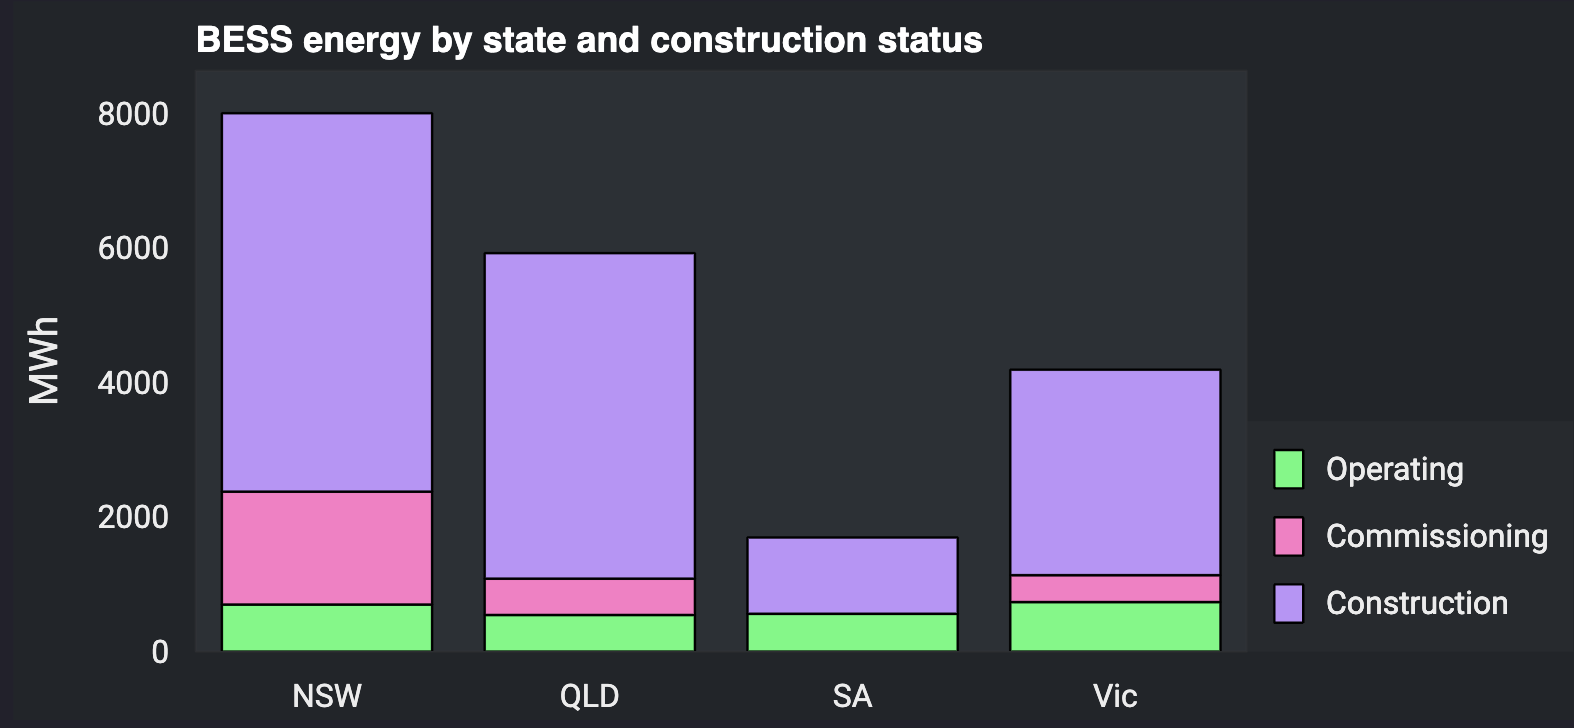 BESS energy by state and construction status
8000
6000
4000
2000
0
MWh
NSW QLD SA Vic
Operating
Commissioning
Construction